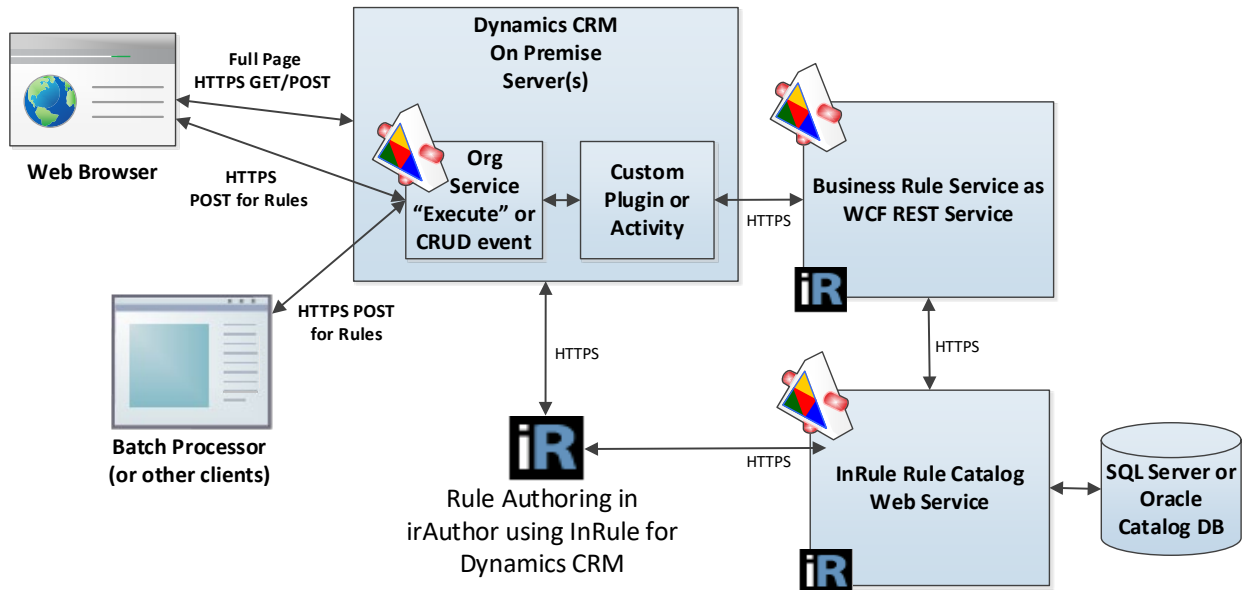 Dynamics CRM
On Premise
Server(s)
Full Page
HTTPS GET/POST
Web Browser
HTTPS
POST for Rules
Org
Service
“Execute” or
CRUD event
Custom
Plugin or
Activity
HTTPS
Business Rule Service as
WCF REST Service
iR
HTTPS POST
for Rules
Batch Processor
(or other clients)
HTTPS
HTTPS
iR
Rule Authoring in
irAuthor using InRule for
Dynamics CRM
HTTPS
InRule Rule Catalog
Web Service
iR
SQL Server or
Oracle
Catalog DB